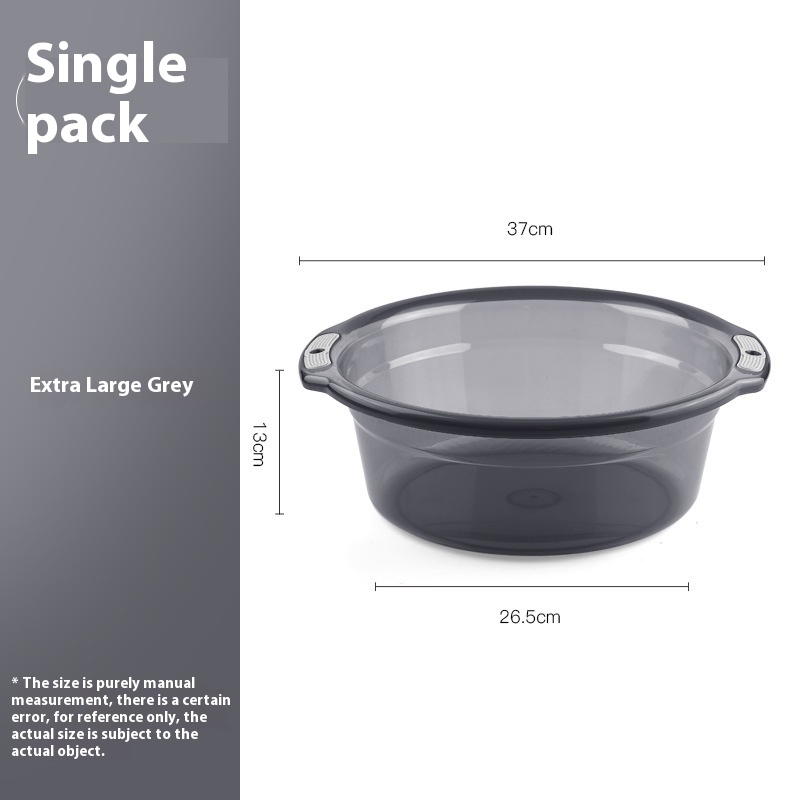 Single
pack
37cm
Extra Large Grey
13cm
26.5cm
* The size is purely manual
measurement, there is a certain
error, for reference only, the
actual size is subject to the
actual object.